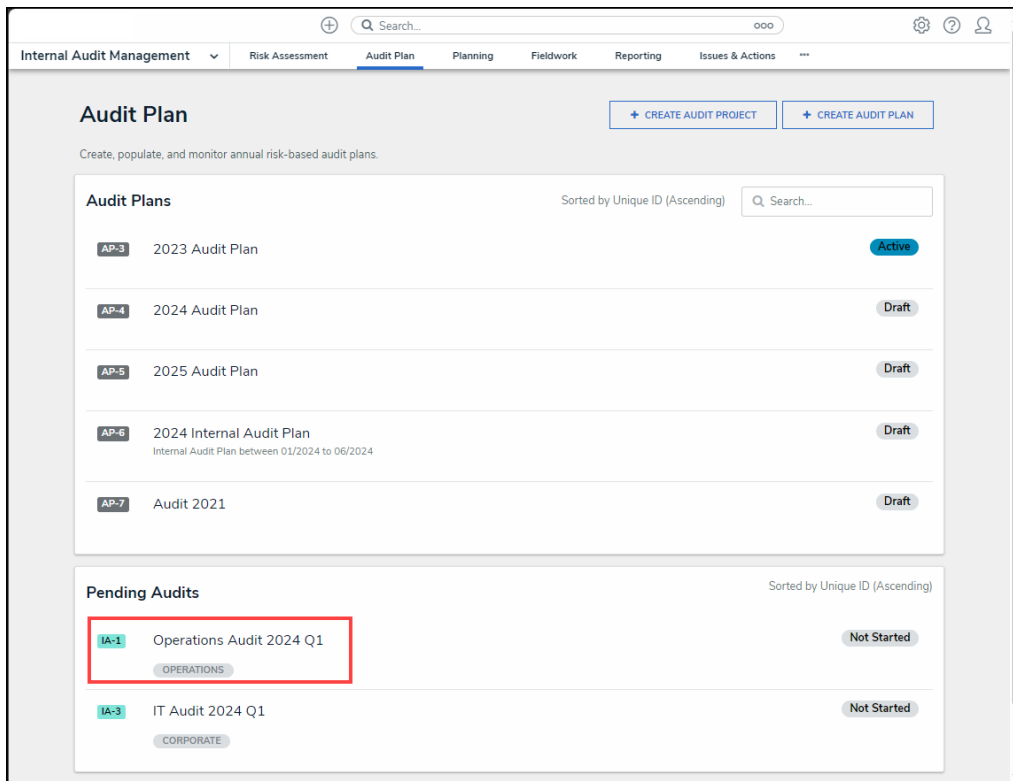 Search... ooo
Internal Audit Management Risk Assessment Audit Plan Planning Fieldwork Reporting Issues & Actions ...
Audit Plan + CREATE AUDIT PROJECT + CREATE AUDIT PLAN
Create, populate, and monitor annual risk-based audit plans.
Audit Plans Sorted by Unique ID (Ascending) Search...
AP-3 2023 Audit Plan Active
AP-4 2024 Audit Plan Draft
AP-5 2025 Audit Plan Draft
AP-6 2024 Internal Audit Plan Draft
Internal Audit Plan between 01/2024 to 06/2024
AP-7 Audit 2021 Draft
Pending Audits Sorted by Unique ID (Ascending)
IA-1 Operations Audit 2024 Q1 Not Started
OPERATIONS
IA-3 IT Audit 2024 Q1 Not Started
CORPORATE